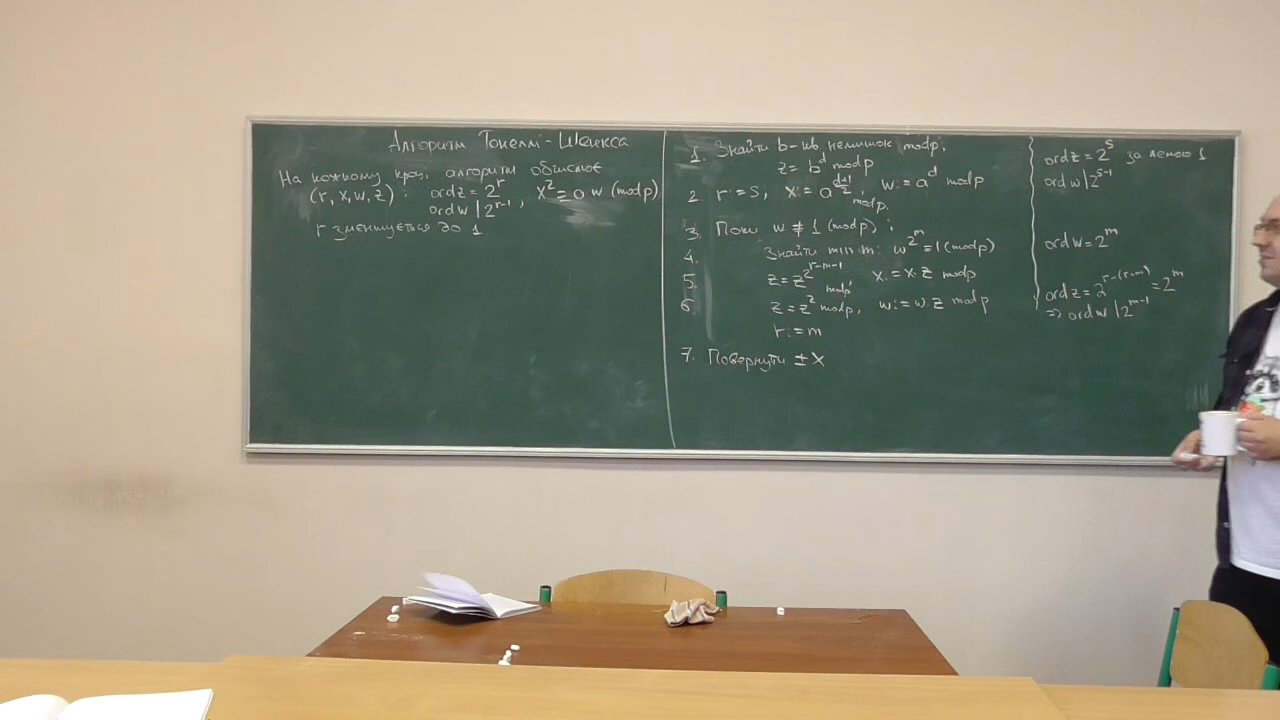 Алгоритм Тонеллі-Шенкса
На кожному кроці алгоритм обчислює
(r, x, w, z): ord z = 2^r, x^2 = a w (mod p)
ord w | 2^{r-1}
r зменшується до 1
1. Знайти b - кв. нелишок mod p;
z = b^d mod p
2. r := s, x := a^{\frac{d+1}{2}} mod p, w := a^d mod p
3. Поки w ≢ 1 (mod p):
4. Знайти min m: w^{2^m} = 1 (mod p)
5. z = z^{2^{r-m-1}} mod p, x := x·z mod p
6. z = z^2 mod p, w := w·z mod p
r := m
7. Повернути ± x
ord z = 2^s за лемою 1
ord w | 2^{s-1}
ord w = 2^m
ord z = 2^{r-(r-m)} = 2^m
⇒ ord w | 2^{m-1}